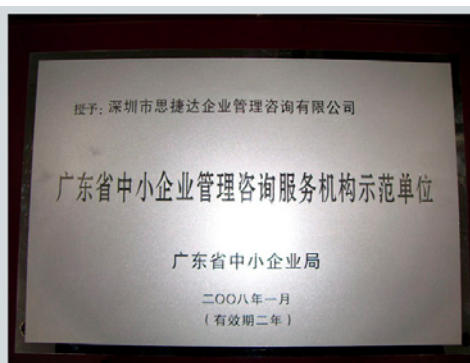 授予：深圳市思捷达企业管理咨询有限公司
广东省中小企业管理咨询服务机构示范单位
广东省中小企业局
二〇〇八年一月
（有效期二年）